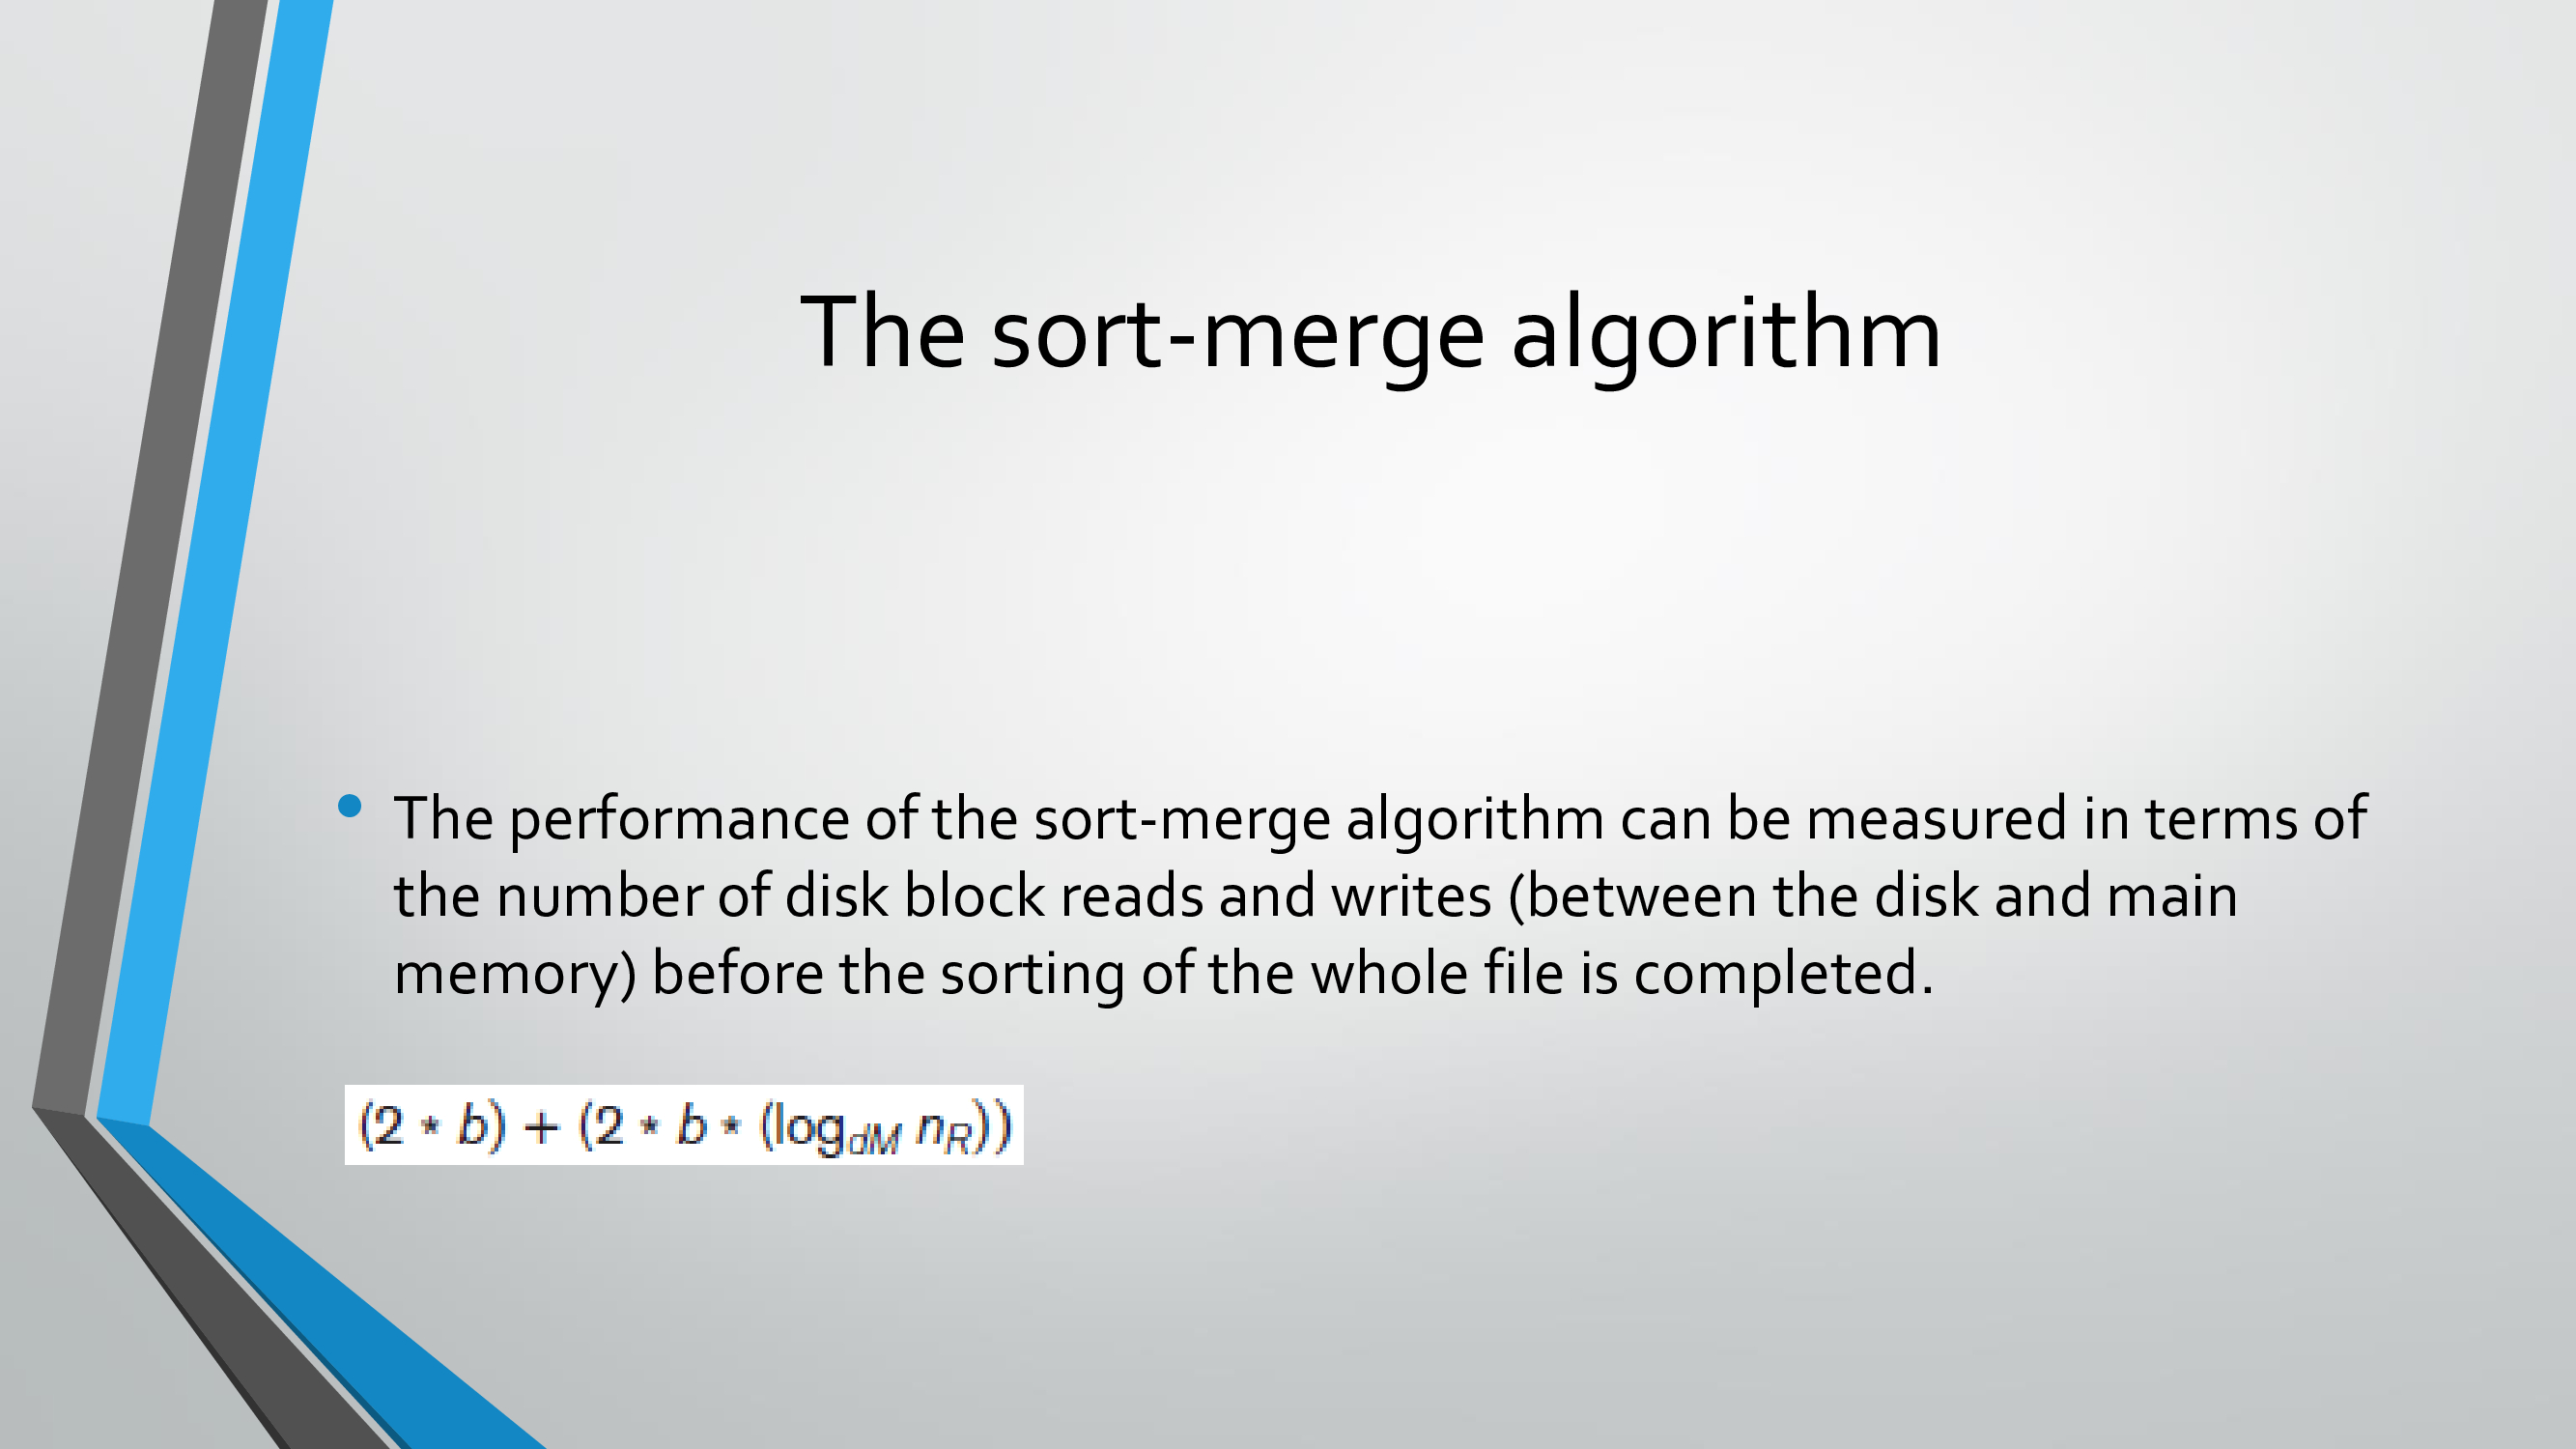 The sort-merge algorithm
• The performance of the sort-merge algorithm can be measured in terms of
the number of disk block reads and writes (between the disk and main
memory) before the sorting of the whole file is completed.
(2 * b) + (2 * b * (log_dM n_R))